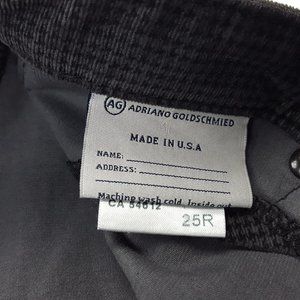 AG ADRIANO GOLDSCHMIED
MADE IN U.S.A
NAME:
ADDRESS:
Machine wash cold. Inside out
CA 54612
25R